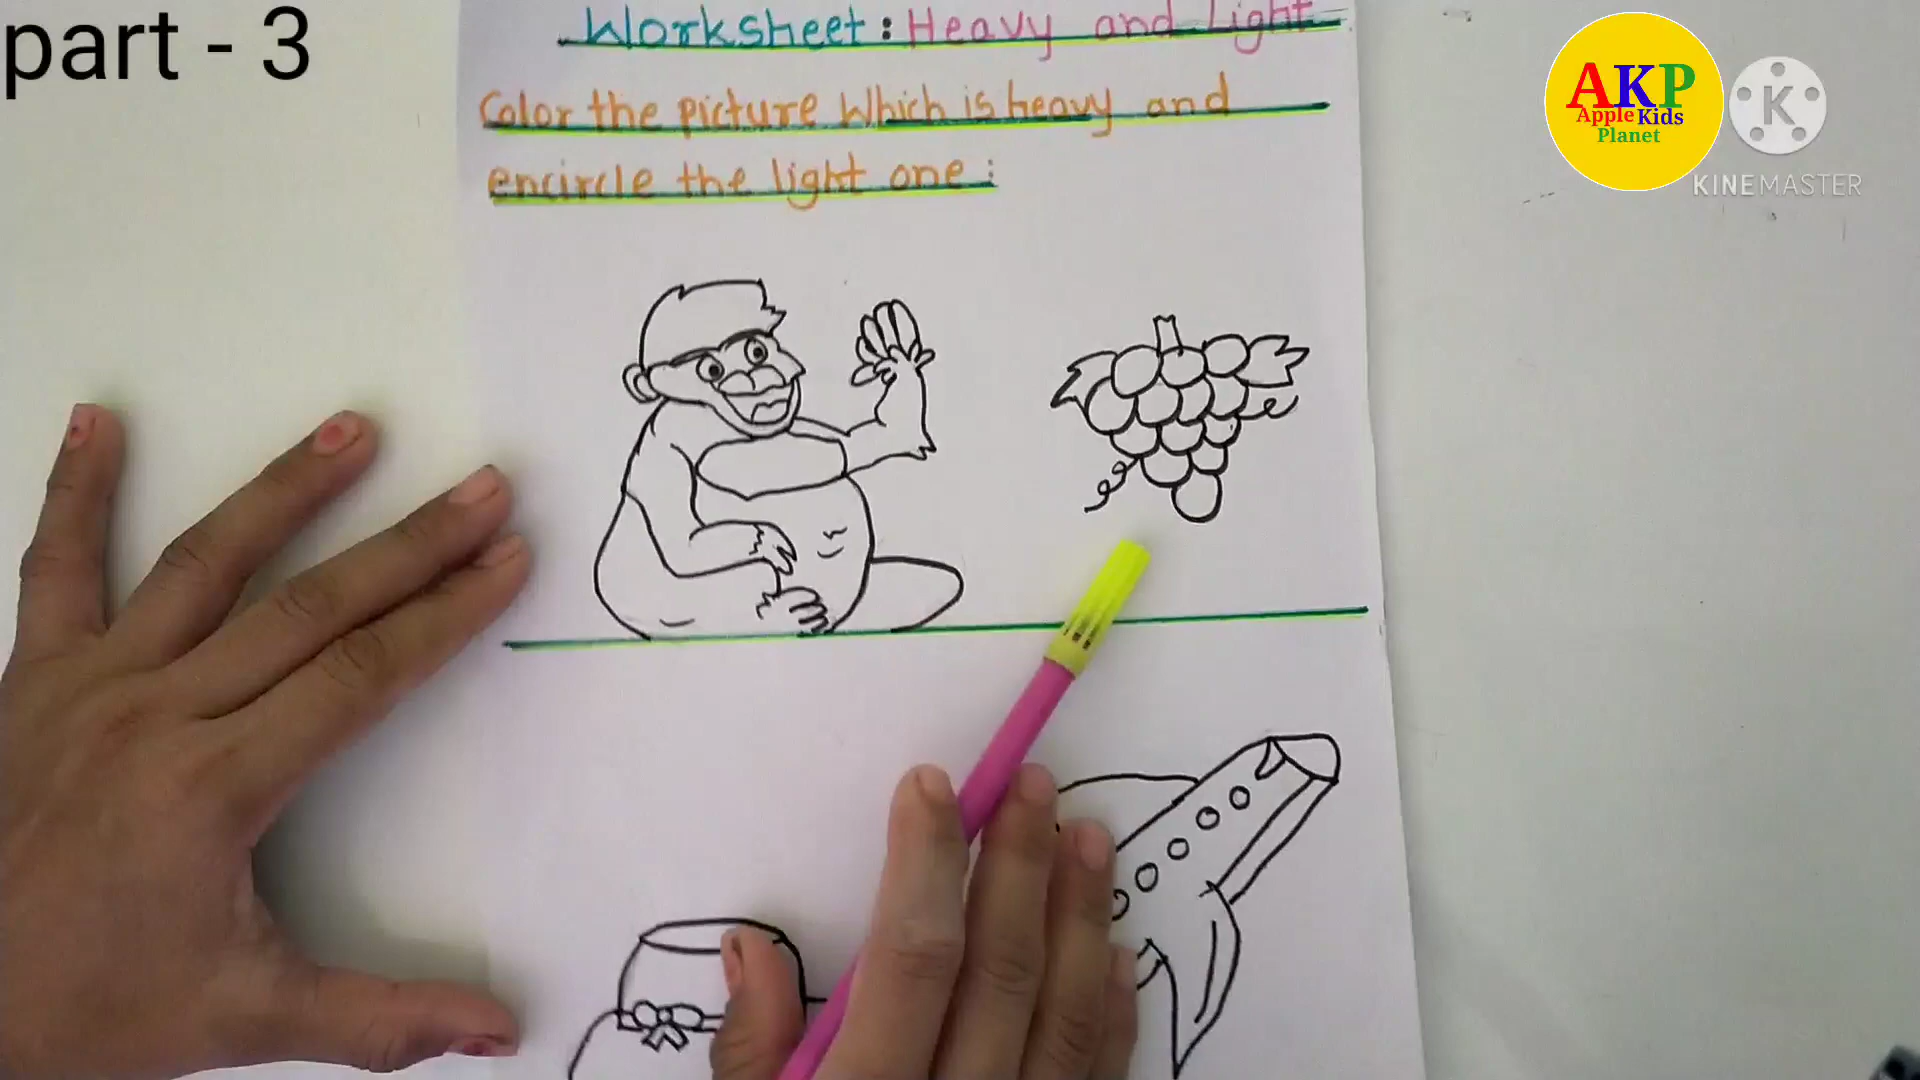 part - 3
Worksheet: Heavy and Light
Color the picture which is heavy and
encircle the light one:
AKP
Apple Kids
Planet
K
KINEMASTER